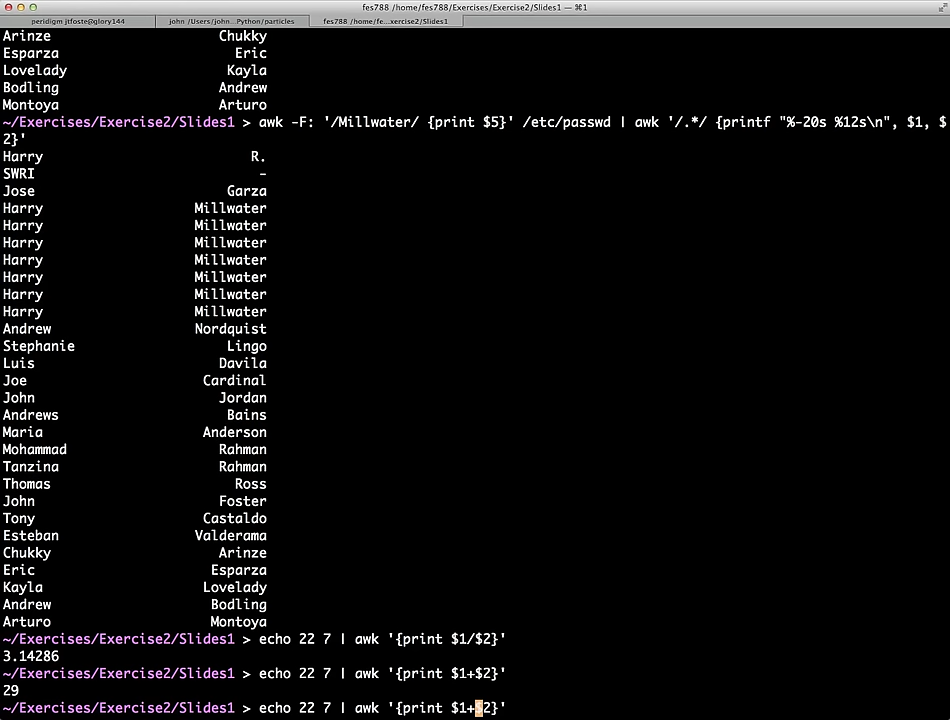 fes788 /home/fes788/Exercises/Exercise2/Slides1 — ⌘1
peridigm jtfoste@glory144 john /Users/john...Python/particles fes788 /home/fe...xercise2/Slides1
Arinze Chukky
Esparza Eric
Lovelady Kayla
Bodling Andrew
Montoya Arturo
~/Exercises/Exercise2/Slides1 > awk -F: '/Millwater/ {print $5}' /etc/passwd | awk '/.*/ {printf "%-20s %12s\n", $1, $
2}'
Harry R.
SWRI -
Jose Garza
Harry Millwater
Harry Millwater
Harry Millwater
Harry Millwater
Harry Millwater
Harry Millwater
Harry Millwater
Andrew Nordquist
Stephanie Lingo
Luis Davila
Joe Cardinal
John Jordan
Andrews Bains
Maria Anderson
Mohammad Rahman
Tanzina Rahman
Thomas Ross
John Foster
Tony Castaldo
Esteban Valderama
Chukky Arinze
Eric Esparza
Kayla Lovelady
Andrew Bodling
Arturo Montoya
~/Exercises/Exercise2/Slides1 > echo 22 7 | awk '{print $1/$2}'
3.14286
~/Exercises/Exercise2/Slides1 > echo 22 7 | awk '{print $1+$2}'
29
~/Exercises/Exercise2/Slides1 > echo 22 7 | awk '{print $1+$2}'